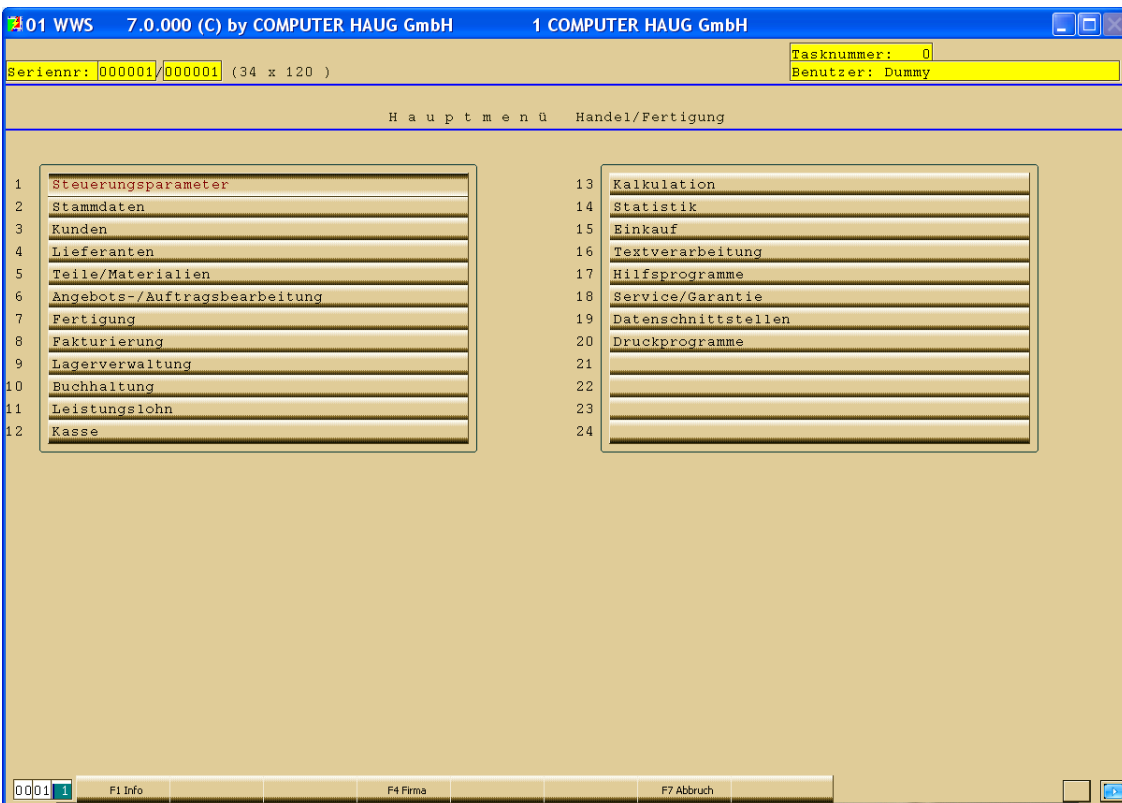 01 WWS 7.0.000 (C) by COMPUTER HAUG GmbH 1 COMPUTER HAUG GmbH
Tasknummer: 0
Seriennr: 000001/000001 (34 x 120 )
Benutzer: Dummy
Hauptmenü Handel/Fertigung
1 Steuerungsparameter
2 Stammdaten
3 Kunden
4 Lieferanten
5 Teile/Materialien
6 Angebots-/Auftragsbearbeitung
7 Fertigung
8 Fakturierung
9 Lagerverwaltung
10 Buchhaltung
11 Leistungslohn
12 Kasse
13 Kalkulation
14 Statistik
15 Einkauf
16 Textverarbeitung
17 Hilfsprogramme
18 Service/Garantie
19 Datenschnittstellen
20 Druckprogramme
21
22
23
24
0001 1 F1 Info F4 Firma F7 Abbruch